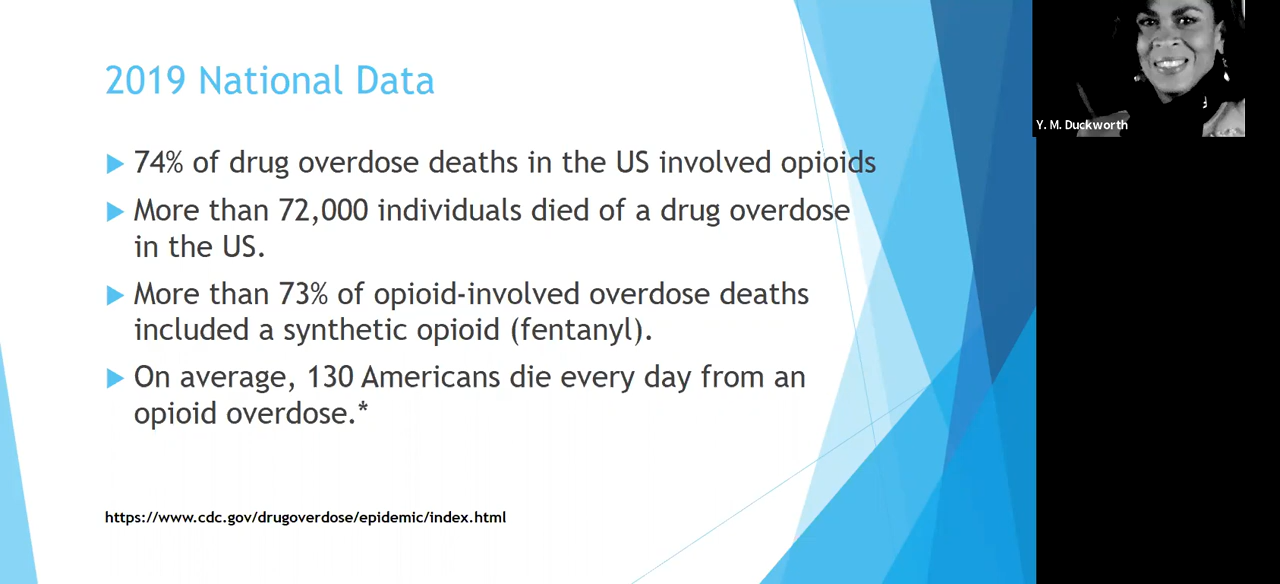 2019 National Data
74% of drug overdose deaths in the US involved opioids
More than 72,000 individuals died of a drug overdose
in the US.
More than 73% of opioid-involved overdose deaths
included a synthetic opioid (fentanyl).
On average, 130 Americans die every day from an
opioid overdose.*
https://www.cdc.gov/drugoverdose/epidemic/index.html
Y. M. Duckworth